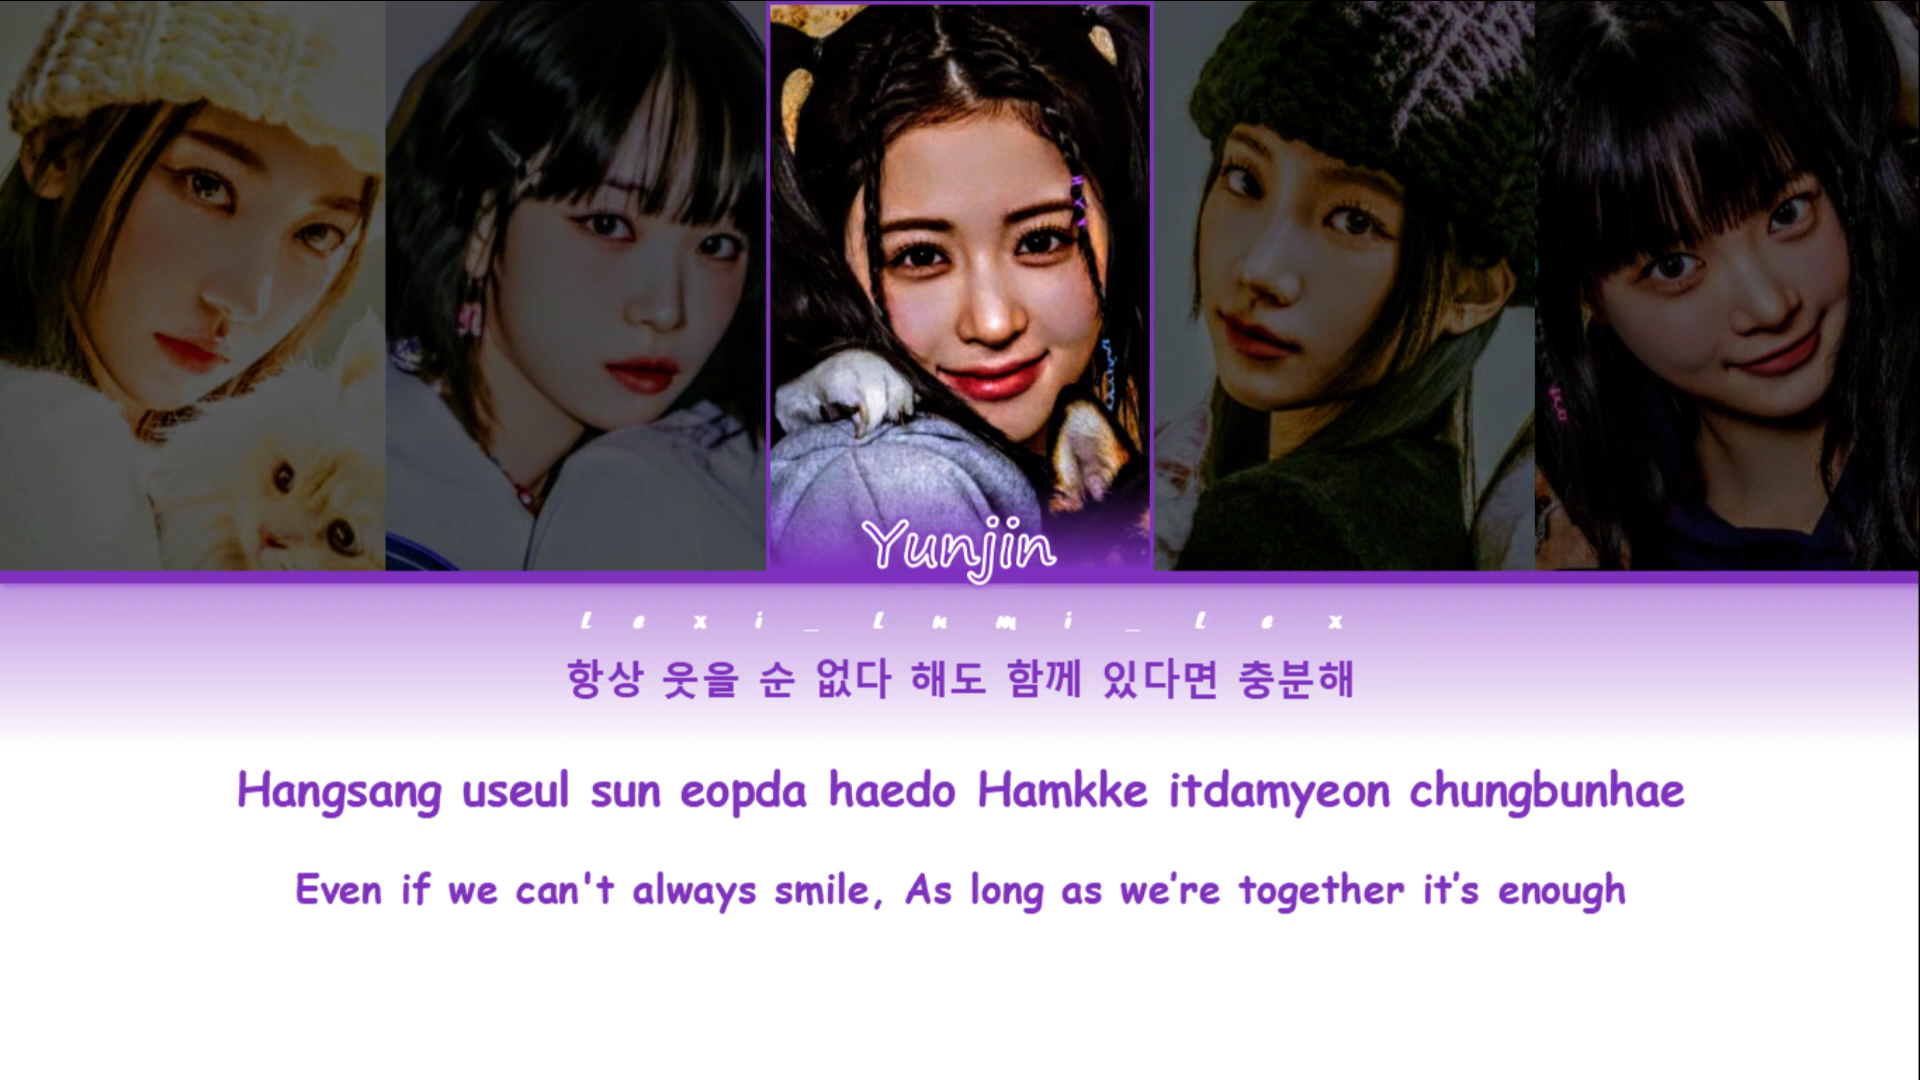 Yunjin
Lexi_Lumi_Lex
항상 웃을 순 없다 해도 함께 있다면 충분해
Hangsang useul sun eopda haedo Hamkke itdamyeon chungbunhae
Even if we can't always smile, As long as we’re together it’s enough